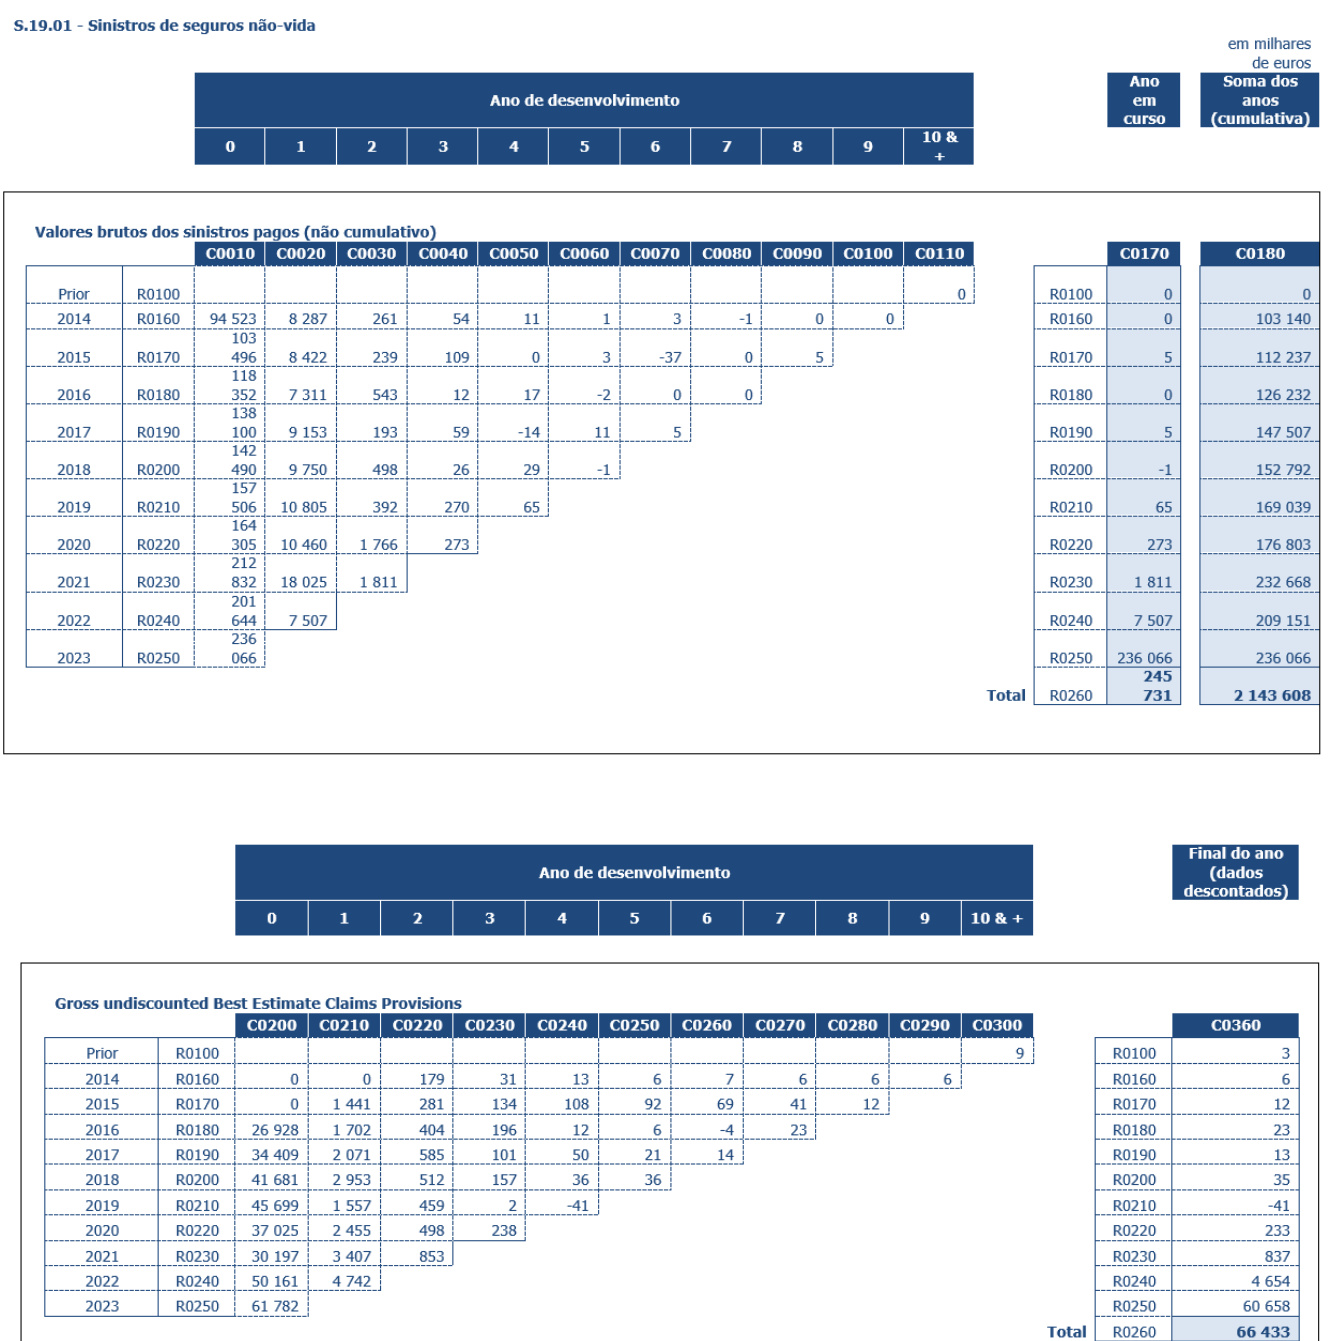 S.19.01 - Sinistros de seguros não-vida
em milhares
de euros
Ano de desenvolvimento
Ano
em
curso
Soma dos
anos
(cumulativa)
0 1 2 3 4 5 6 7 8 9 10 &
+
Valores brutos dos sinistros pagos (não cumulativo)
C0010 C0020 C0030 C0040 C0050 C0060 C0070 C0080 C0090 C0100 C0110 C0170 C0180
Prior R0100 0 R0100 0 0
2014 R0160 94 523 8 287 261 54 11 1 3 -1 0 0 R0160 0 103 140
103
2015 R0170 496 8 422 239 109 0 3 -37 0 5 R0170 5 112 237
118
2016 R0180 352 7 311 543 12 17 -2 0 0 R0180 0 126 232
138
2017 R0190 100 9 153 193 59 -14 11 5 R0190 5 147 507
142
2018 R0200 490 9 750 498 26 29 -1 R0200 -1 152 792
157
2019 R0210 506 10 805 392 270 65 R0210 65 169 039
164
2020 R0220 305 10 460 1 766 273 R0220 273 176 803
212
2021 R0230 832 18 025 1 811 R0230 1 811 232 668
201
2022 R0240 644 7 507 R0240 7 507 209 151
236
2023 R0250 066 R0250 236 066 236 066
245
Total R0260 731 2 143 608
Ano de desenvolvimento
Final do ano
(dados
descontados)
0 1 2 3 4 5 6 7 8 9 10 & +
Gross undiscounted Best Estimate Claims Provisions
C0200 C0210 C0220 C0230 C0240 C0250 C0260 C0270 C0280 C0290 C0300 C0360
Prior R0100 9 R0100 3
2014 R0160 0 0 179 31 13 6 7 6 6 6 R0160 6
2015 R0170 0 1 441 281 134 108 92 69 41 12 R0170 12
2016 R0180 26 928 1 702 404 196 12 6 -4 23 R0180 23
2017 R0190 34 409 2 071 585 101 50 21 14 R0190 13
2018 R0200 41 681 2 953 512 157 36 36 R0200 35
2019 R0210 45 699 1 557 459 2 -41 R0210 -41
2020 R0220 37 025 2 455 498 238 R0220 233
2021 R0230 30 197 3 407 853 R0230 837
2022 R0240 50 161 4 742 R0240 4 654
2023 R0250 61 782 R0250 60 658
Total R0260 66 433